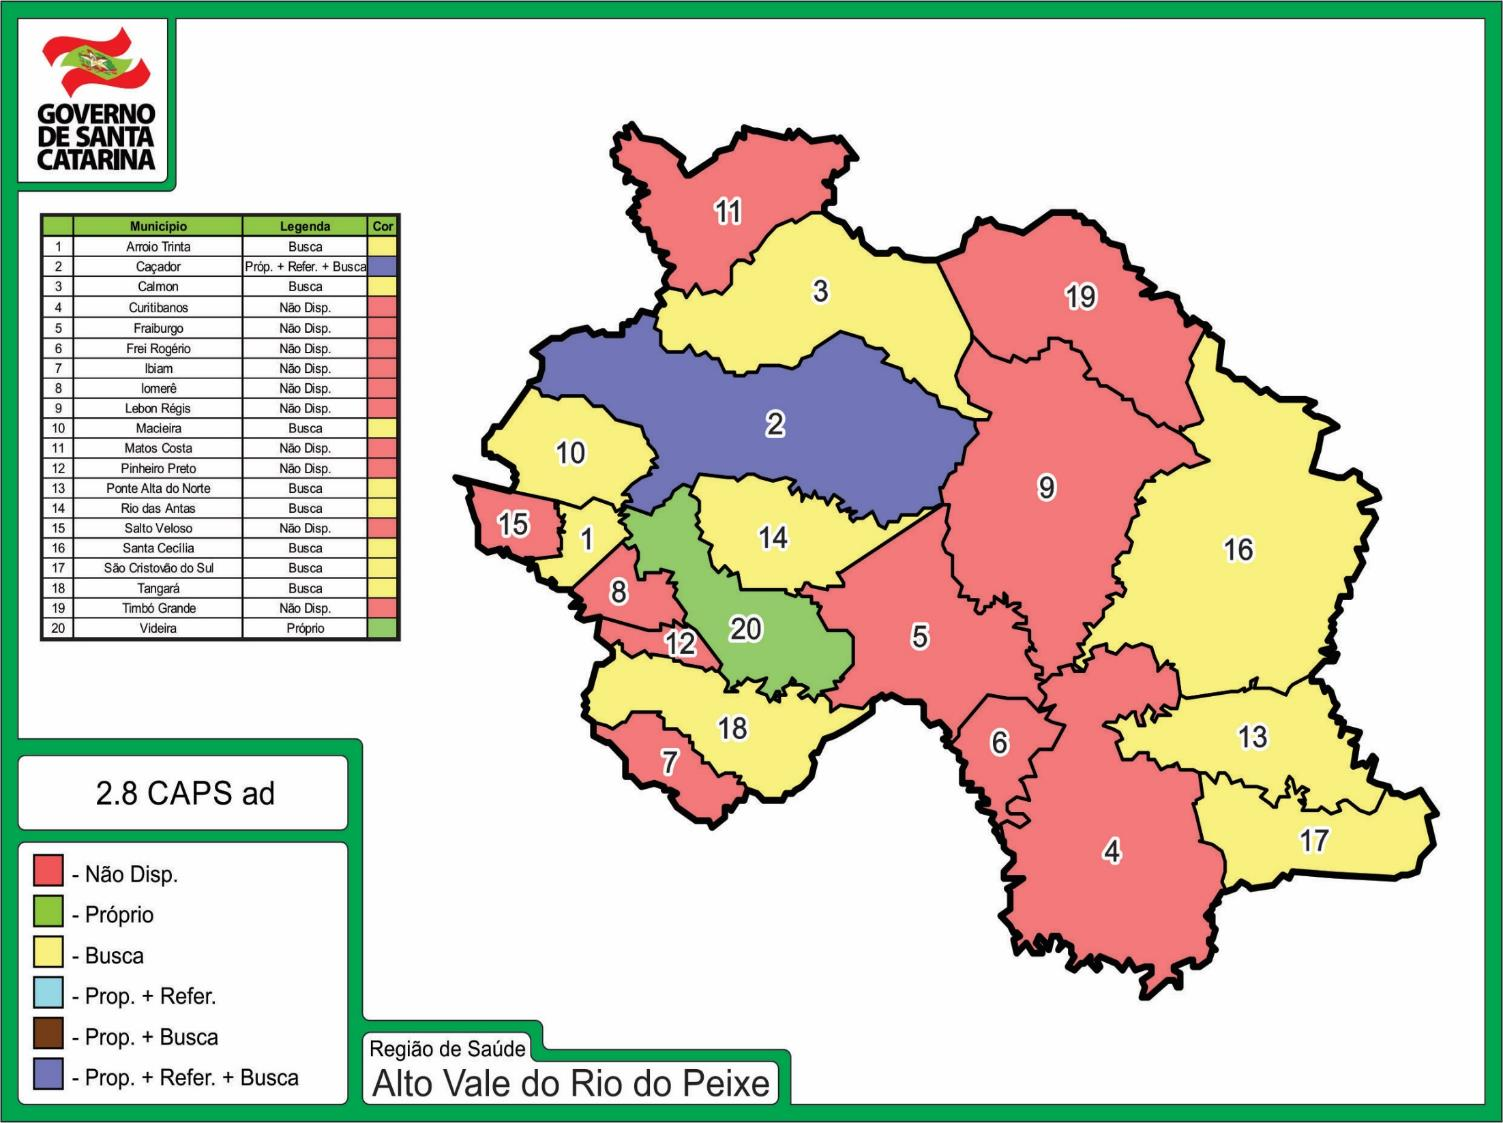 GOVERNO
DE SANTA
CATARINA
Município Legenda Cor
1 Arroio Trinta Busca
2 Caçador Próp. + Refer. + Busca
3 Calmon Busca
4 Curitibanos Não Disp.
5 Fraiburgo Não Disp.
6 Frei Rogério Não Disp.
7 Ibiam Não Disp.
8 Iomerê Não Disp.
9 Lebon Régis Não Disp.
10 Macieira Busca
11 Matos Costa Não Disp.
12 Pinheiro Preto Não Disp.
13 Ponte Alta do Norte Busca
14 Rio das Antas Busca
15 Salto Veloso Não Disp.
16 Santa Cecília Busca
17 São Cristovão do Sul Busca
18 Tangará Busca
19 Timbó Grande Não Disp.
20 Videira Próprio
11
3
19
2
10
9
15
1
14
16
8
20
12
5
18
6
13
7
4
17
2.8 CAPS ad
- Não Disp.
- Próprio
- Busca
- Prop. + Refer.
- Prop. + Busca
- Prop. + Refer. + Busca
Região de Saúde
Alto Vale do Rio do Peixe